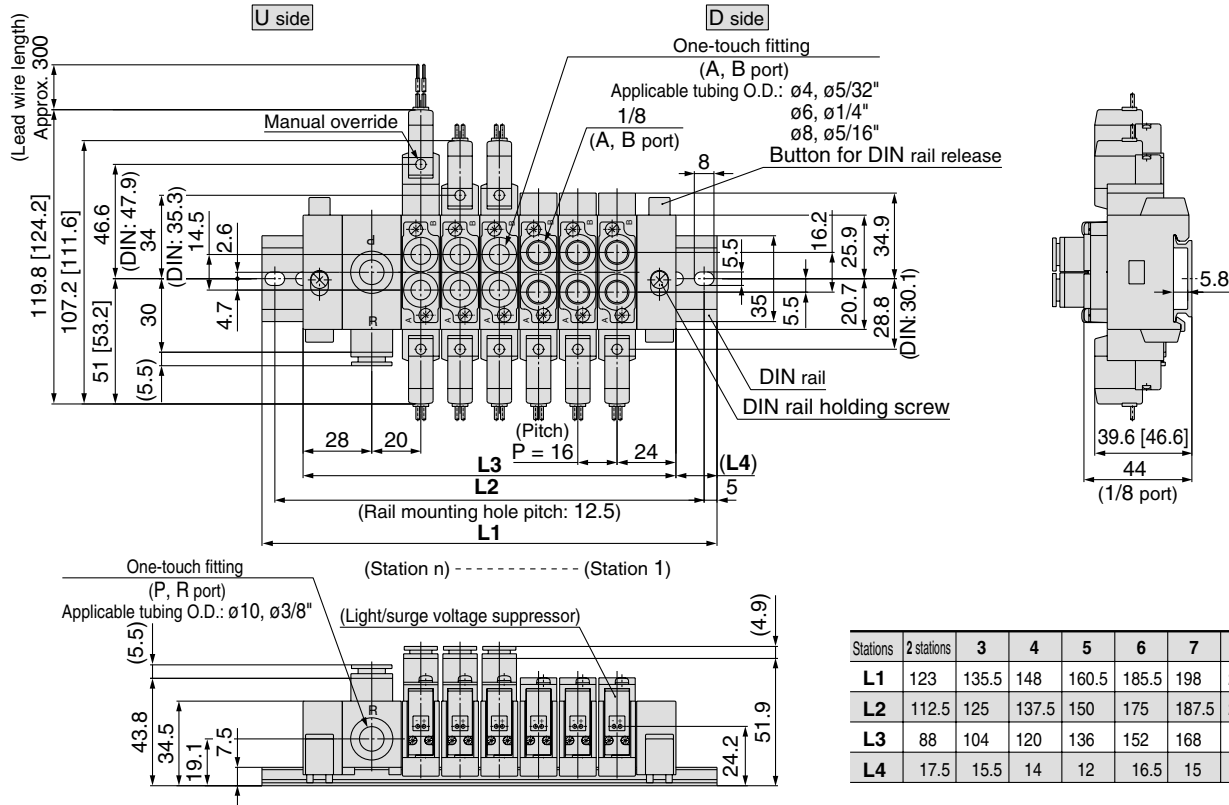 U side
D side
(Lead wire length)
Approx. 300
Manual override
One-touch fitting
(A, B port)
Applicable tubing O.D.: ø4, ø5/32"
ø6, ø1/4"
ø8, ø5/16"
1/8
(A, B port)
Button for DIN rail release
8
119.8 [124.2]
107.2 [111.6]
46.6
(DIN: 47.9)
34
(DIN: 35.3)
14.5
2.6
4.7
30
51 [53.2]
(5.5)
B
B
B
B
B
B
P
R
A
A
A
A
A
A
5.5
16.2
25.9
34.9
35
5.5
20.7
28.8
(DIN: 30.1)
5.8
DIN rail
DIN rail holding screw
28
20
(Pitch)
P = 16
24
L3
(L4)
L2
5
(Rail mounting hole pitch: 12.5)
L1
39.6 [46.6]
44
(1/8 port)
(Station n) - - - - - - - - - - - - (Station 1)
One-touch fitting
(P, R port)
Applicable tubing O.D.: ø10, ø3/8"
(Light/surge voltage suppressor)
(5.5)
43.8
34.5
19.1
7.5
R
(4.9)
51.9
24.2
Stations 2 stations 3 4 5 6 7
L1 123 135.5 148 160.5 185.5 198
L2 112.5 125 137.5 150 175 187.5
L3 88 104 120 136 152 168
L4 17.5 15.5 14 12 16.5 15